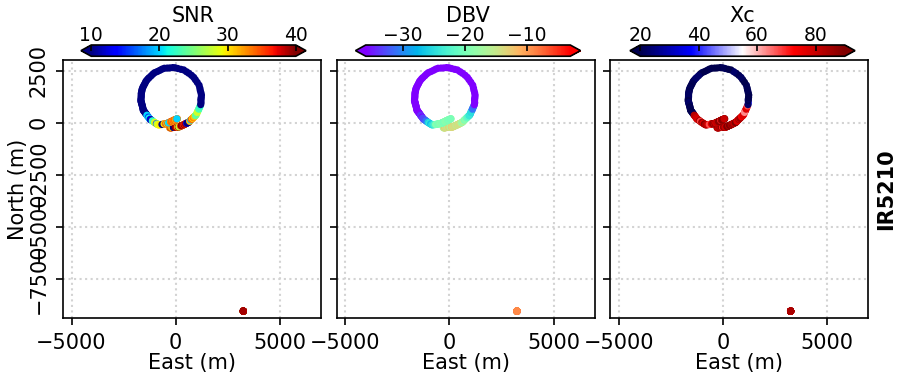 SNR
DBV
Xc
10 20 30 40
−30 −20 −10
20 40 60 80
2500
0
−2500
−5000
−7500
North (m)
−5000 0 5000
−5000 0 5000
−5000 0 5000
East (m)
East (m)
East (m)
IR5210